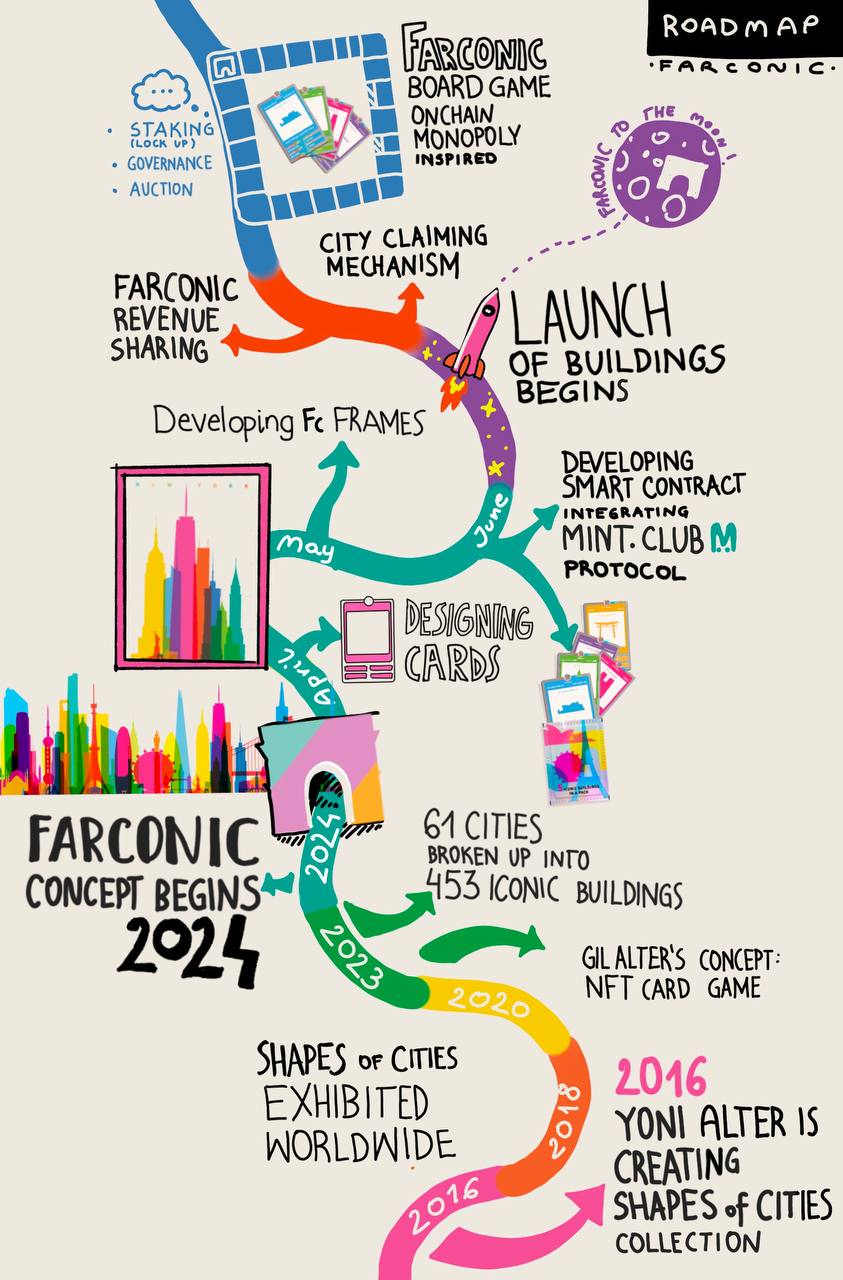 ROADMAP
•FARCONIC•
FARCONIC
BOARD GAME
ONCHAIN
MONOPOLY
INSPIRED
• STAKING
(LOCK UP)
• GOVERNANCE
• AUCTION
FARCONIC TO THE MOON!
CITY CLAIMING
MECHANISM
FARCONIC
REVENUE
SHARING
LAUNCH
OF BUILDINGS
BEGINS
Developing Fc FRAMES
DEVELOPING
SMART CONTRACT
INTEGRATING
MINT.CLUB M
PROTOCOL
June
May
NEW YORK
DESIGNING
CARDS
april
2024
FARCONIC
CONCEPT BEGINS
2024
61 CITIES
BROKEN UP INTO
453 ICONIC BUILDINGS
2023
GIL ALTER'S CONCEPT:
NFT CARD GAME
2020
SHAPES of CITIES
EXHIBITED
WORLDWIDE
2018
2016
YONI ALTER IS
CREATING
SHAPES of CITIES
COLLECTION
2016